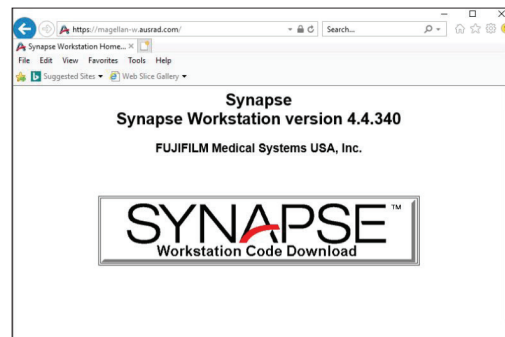 https://magellan-w.ausrad.com/
Search...
Synapse Workstation Home...
File Edit View Favorites Tools Help
Suggested Sites Web Slice Gallery
Synapse
Synapse Workstation version 4.4.340
FUJIFILM Medical Systems USA, Inc.
SYNAPSE™
Workstation Code Download